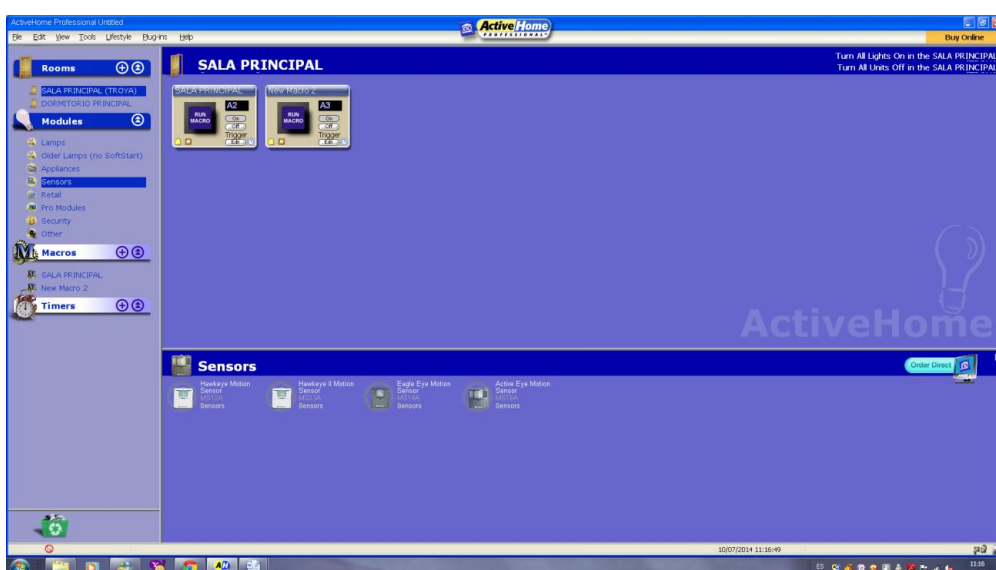 ActiveHome Professional Untitled
File Edit View Tools Lifestyle Plug-ins Help
ActiveHome
PROFESSIONAL
Buy Online
Rooms
SALA PRINCIPAL (TROYA)
DORMITORIO PRINCIPAL
Modules
Lamps
Older Lamps (no SoftStart)
Appliances
Sensors
Retail
Pro Modules
Security
Other
Macros
SALA PRINCIPAL
New Macro 2
Timers
SALA PRINCIPAL
Turn All Lights On in the SALA PRINCIPAL
Turn All Units Off in the SALA PRINCIPAL
SALA PRINCIPAL
A2
RUN
MACRO
On
Off
Trigger
Edit
New Macro 2
A3
RUN
MACRO
On
Off
Trigger
Edit
ActiveHome
Sensors
Order Direct
Hawkeye Motion
Sensor
MS12A
Sensors
Hawkeye II Motion
Sensor
MS13A
Sensors
Eagle Eye Motion
Sensor
MS14A
Sensors
Active Eye Motion
Sensor
MS16A
Sensors
10/07/2014 11:16:49
ES
11:16